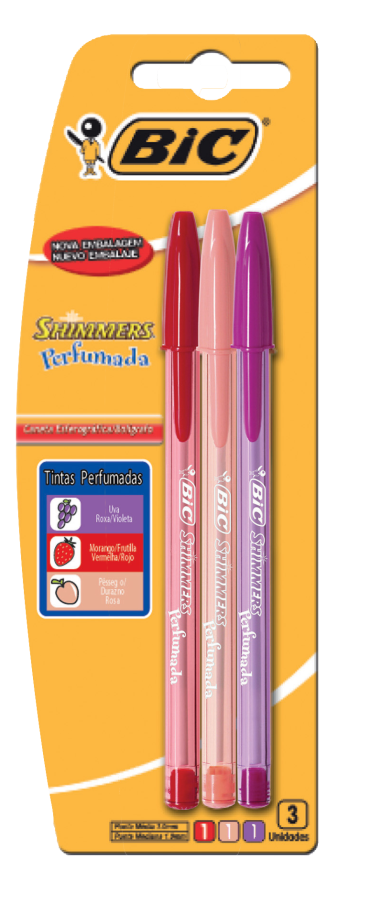 BiC®
NOVA EMBALAGEM
NUEVO EMBALAJE
SHIMMERS
Perfumada
Caneta Esferográfica/Bolígrafo
Tintas Perfumadas
Uva
Roxa/Violeta
Morango/Frutilla
Vermelha/Rojo
Pêssego/
Durazno
Rosa
BiC SHIMMERS
Perfumada
BiC SHIMMERS
Perfumada
BiC SHIMMERS
Perfumada
Ponta Média 1.0mm
Punta Mediana 1.0mm
1 1 1
3
Unidades